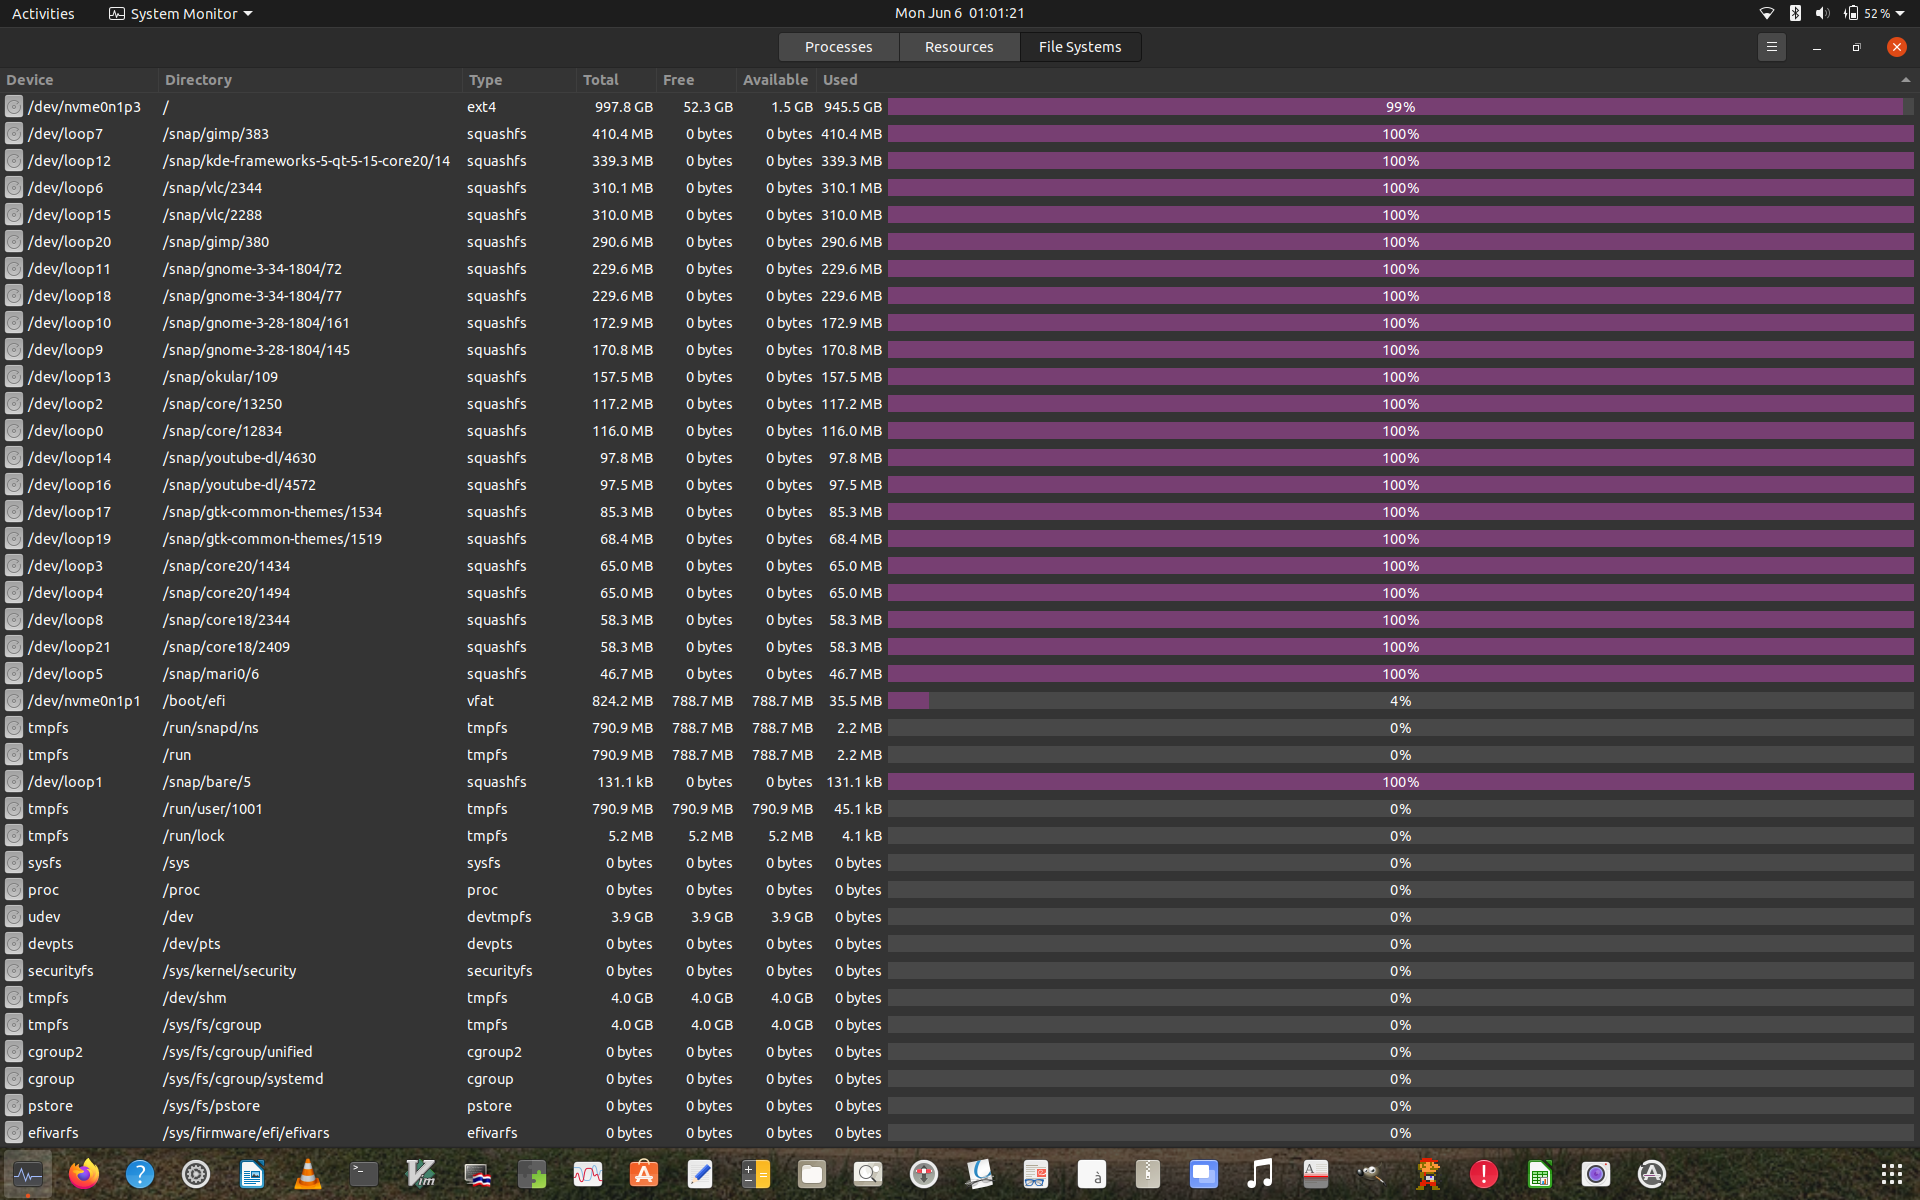 Activities System Monitor Mon Jun 6 01:01:21 52 %
Processes Resources File Systems
Device Directory Type Total Free Available Used
/dev/nvme0n1p3 / ext4 997.8 GB 52.3 GB 1.5 GB 945.5 GB 99%
/dev/loop7 /snap/gimp/383 squashfs 410.4 MB 0 bytes 0 bytes 410.4 MB 100%
/dev/loop12 /snap/kde-frameworks-5-qt-5-15-core20/14 squashfs 339.3 MB 0 bytes 0 bytes 339.3 MB 100%
/dev/loop6 /snap/vlc/2344 squashfs 310.1 MB 0 bytes 0 bytes 310.1 MB 100%
/dev/loop15 /snap/vlc/2288 squashfs 310.0 MB 0 bytes 0 bytes 310.0 MB 100%
/dev/loop20 /snap/gimp/380 squashfs 290.6 MB 0 bytes 0 bytes 290.6 MB 100%
/dev/loop11 /snap/gnome-3-34-1804/72 squashfs 229.6 MB 0 bytes 0 bytes 229.6 MB 100%
/dev/loop18 /snap/gnome-3-34-1804/77 squashfs 229.6 MB 0 bytes 0 bytes 229.6 MB 100%
/dev/loop10 /snap/gnome-3-28-1804/161 squashfs 172.9 MB 0 bytes 0 bytes 172.9 MB 100%
/dev/loop9 /snap/gnome-3-28-1804/145 squashfs 170.8 MB 0 bytes 0 bytes 170.8 MB 100%
/dev/loop13 /snap/okular/109 squashfs 157.5 MB 0 bytes 0 bytes 157.5 MB 100%
/dev/loop2 /snap/core/13250 squashfs 117.2 MB 0 bytes 0 bytes 117.2 MB 100%
/dev/loop0 /snap/core/12834 squashfs 116.0 MB 0 bytes 0 bytes 116.0 MB 100%
/dev/loop14 /snap/youtube-dl/4630 squashfs 97.8 MB 0 bytes 0 bytes 97.8 MB 100%
/dev/loop16 /snap/youtube-dl/4572 squashfs 97.5 MB 0 bytes 0 bytes 97.5 MB 100%
/dev/loop17 /snap/gtk-common-themes/1534 squashfs 85.3 MB 0 bytes 0 bytes 85.3 MB 100%
/dev/loop19 /snap/gtk-common-themes/1519 squashfs 68.4 MB 0 bytes 0 bytes 68.4 MB 100%
/dev/loop3 /snap/core20/1434 squashfs 65.0 MB 0 bytes 0 bytes 65.0 MB 100%
/dev/loop4 /snap/core20/1494 squashfs 65.0 MB 0 bytes 0 bytes 65.0 MB 100%
/dev/loop8 /snap/core18/2344 squashfs 58.3 MB 0 bytes 0 bytes 58.3 MB 100%
/dev/loop21 /snap/core18/2409 squashfs 58.3 MB 0 bytes 0 bytes 58.3 MB 100%
/dev/loop5 /snap/mari0/6 squashfs 46.7 MB 0 bytes 0 bytes 46.7 MB 100%
/dev/nvme0n1p1 /boot/efi vfat 824.2 MB 788.7 MB 788.7 MB 35.5 MB 4%
tmpfs /run/snapd/ns tmpfs 790.9 MB 788.7 MB 788.7 MB 2.2 MB 0%
tmpfs /run tmpfs 790.9 MB 788.7 MB 788.7 MB 2.2 MB 0%
/dev/loop1 /snap/bare/5 squashfs 131.1 kB 0 bytes 0 bytes 131.1 kB 100%
tmpfs /run/user/1001 tmpfs 790.9 MB 790.9 MB 790.9 MB 45.1 kB 0%
tmpfs /run/lock tmpfs 5.2 MB 5.2 MB 5.2 MB 4.1 kB 0%
sysfs /sys sysfs 0 bytes 0 bytes 0 bytes 0 bytes 0%
proc /proc proc 0 bytes 0 bytes 0 bytes 0 bytes 0%
udev /dev devtmpfs 3.9 GB 3.9 GB 3.9 GB 0 bytes 0%
devpts /dev/pts devpts 0 bytes 0 bytes 0 bytes 0 bytes 0%
securityfs /sys/kernel/security securityfs 0 bytes 0 bytes 0 bytes 0 bytes 0%
tmpfs /dev/shm tmpfs 4.0 GB 4.0 GB 4.0 GB 0 bytes 0%
tmpfs /sys/fs/cgroup tmpfs 4.0 GB 4.0 GB 4.0 GB 0 bytes 0%
cgroup2 /sys/fs/cgroup/unified cgroup2 0 bytes 0 bytes 0 bytes 0 bytes 0%
cgroup /sys/fs/cgroup/systemd cgroup 0 bytes 0 bytes 0 bytes 0 bytes 0%
pstore /sys/fs/pstore pstore 0 bytes 0 bytes 0 bytes 0 bytes 0%
efivarfs /sys/firmware/efi/efivars efivarfs 0 bytes 0 bytes 0 bytes 0 bytes 0%